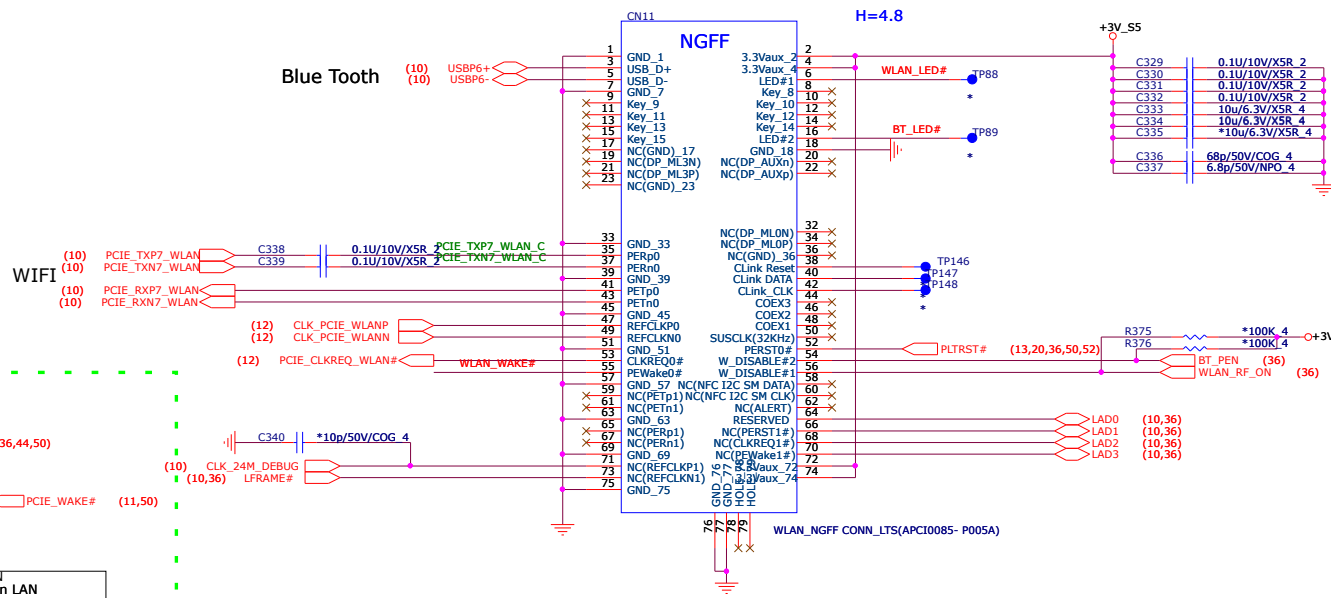 CN11
H=4.8
NGFF
+3V_S5
Blue Tooth
(10) USBP6+
(10) USBP6-
1 GND_1
3 USB_D+
5 USB_D-
7 GND_7
9 Key_9
11 Key_11
13 Key_13
15 Key_15
17 NC(GND)_17
19 NC(DP_ML3N)
21 NC(DP_ML3P)
23 NC(GND)_23
3.3Vaux_2 2
3.3Vaux_4 4
LED#1 6 WLAN_LED# TP88
*
Key_8 8
Key_10 10
Key_12 12
Key_14 14
LED#2 16 BT_LED# TP89
*
GND_18 18
NC(DP_AUXn) 20
NC(DP_AUXp) 22
C329 0.1U/10V/X5R_2
C330 0.1U/10V/X5R_2
C331 0.1U/10V/X5R_2
C332 0.1U/10V/X5R_2
C333 10u/6.3V/X5R_4
C334 10u/6.3V/X5R_4
C335 *10u/6.3V/X5R_4
C336 68p/50V/COG_4
C337 6.8p/50V/NPO_4
WIFI
(10) PCIE_TXP7_WLAN C338 0.1U/10V/X5R_2 PCIE_TXP7_WLAN_C
(10) PCIE_TXN7_WLAN C339 0.1U/10V/X5R_2 PCIE_TXN7_WLAN_C
(10) PCIE_RXP7_WLAN
(10) PCIE_RXN7_WLAN
(12) CLK_PCIE_WLANP
(12) CLK_PCIE_WLANN
(12) PCIE_CLKREQ_WLAN#
WLAN_WAKE#
33 GND_33
35 PERp0
37 PERn0
39 GND_39
41 PETp0
43 PETn0
45 GND_45
47 REFCLKP0
49 REFCLKN0
51 GND_51
53 CLKREQ0#
55 PEWake0#
57 GND_57
59 NC(PETp1)
61 NC(PETn1)
63 GND_63
65 NC(PERp1)
67 NC(PERn1)
69 GND_69
71 NC(REFCLKP1)
73 NC(REFCLKN1)
75 GND_75
NC(DP_ML0N) 32
NC(DP_ML0P) 34
NC(GND)_36 36
CLink Reset 38 TP146
CLink DATA 40 TP147
CLink_CLK 42 TP148
*
*
COEX3 44
COEX2 46
COEX1 48
SUSCLK(32KHz) 50
PERST0# 52 PLTRST# (13,20,36,50,52)
W_DISABLE#2 54 BT_PEN (36)
W_DISABLE#1 56 WLAN_RF_ON (36)
NC(NFC I2C SM DATA) 58
NC(NFC I2C SM CLK) 60
NC(ALERT) 62
RESERVED 64 LAD0 (10,36)
NC(PERST1#) 66 LAD1 (10,36)
NC(CLKREQ1#) 68 LAD2 (10,36)
NC(PEWake1#) 70 LAD3 (10,36)
3.3Vaux_72 72
3.3Vaux_74 74
R375 *100K_4
R376 *100K_4
+3V
C340 *10p/50V/COG_4
(10) CLK_24M_DEBUG
(10,36) LFRAME#
36,44,50)
PCIE_WAKE# (11,50)
GND_76 76
GND_77 77
78
79
WLAN_NGFF CONN_LTS(APCI0085- P005A)
n LAN